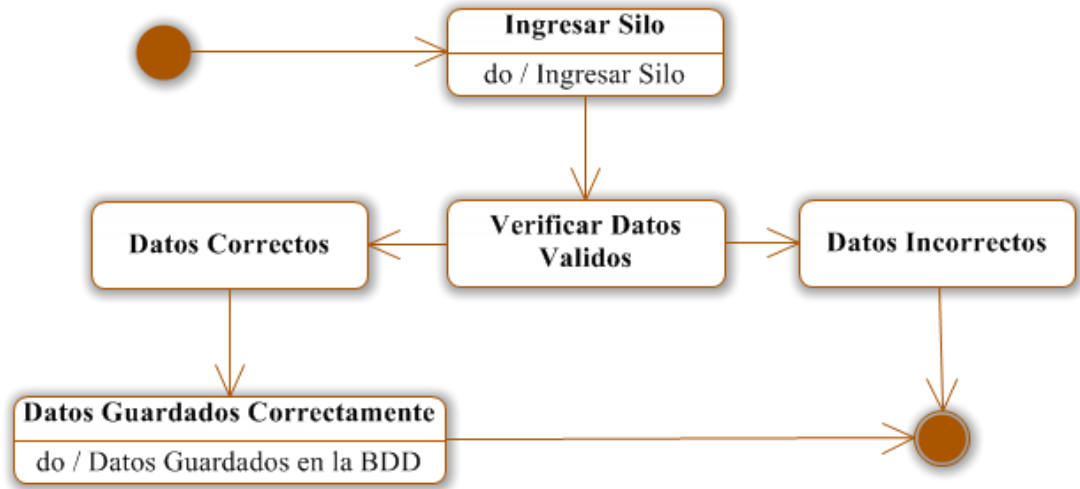 Ingresar Silo
do / Ingresar Silo
Datos Correctos
Verificar Datos
Validos
Datos Incorrectos
Datos Guardados Correctamente
do / Datos Guardados en la BDD